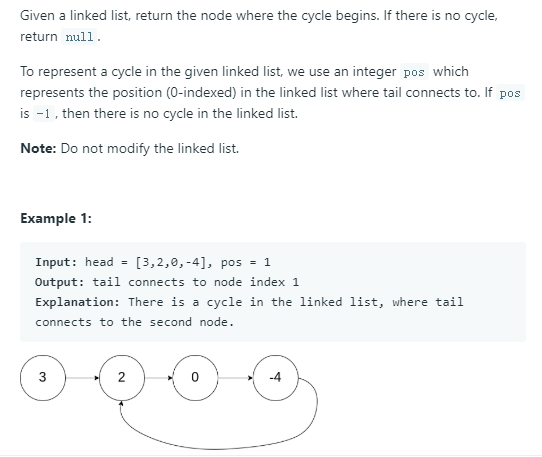 Given a linked list, return the node where the cycle begins. If there is no cycle,
return null.
To represent a cycle in the given linked list, we use an integer pos which
represents the position (0-indexed) in the linked list where tail connects to. If pos
is -1, then there is no cycle in the linked list.
Note: Do not modify the linked list.
Example 1:
Input: head = [3,2,0,-4], pos = 1
Output: tail connects to node index 1
Explanation: There is a cycle in the linked list, where tail
connects to the second node.
3 2 0 -4